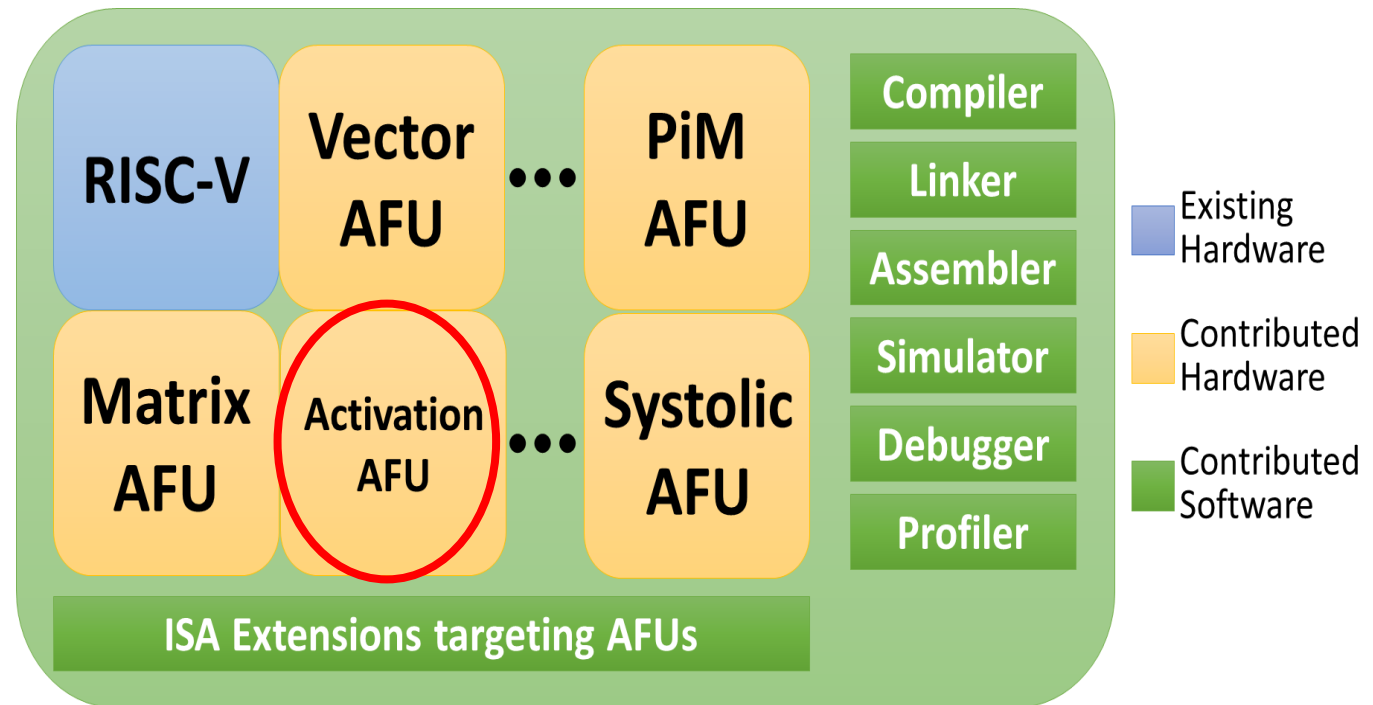 RISC-V
Vector
AFU
PiM
AFU
Matrix
AFU
Activation
AFU
Systolic
AFU
ISA Extensions targeting AFUs
Compiler
Linker
Assembler
Simulator
Debugger
Profiler
Existing
Hardware
Contributed
Hardware
Contributed
Software